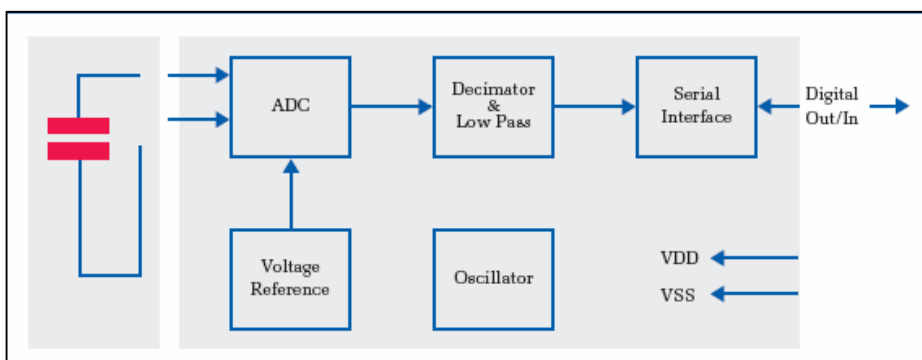 ADC
Decimator
&
Low Pass
Serial
Interface
Digital
Out/In
Voltage
Reference
Oscillator
VDD
VSS